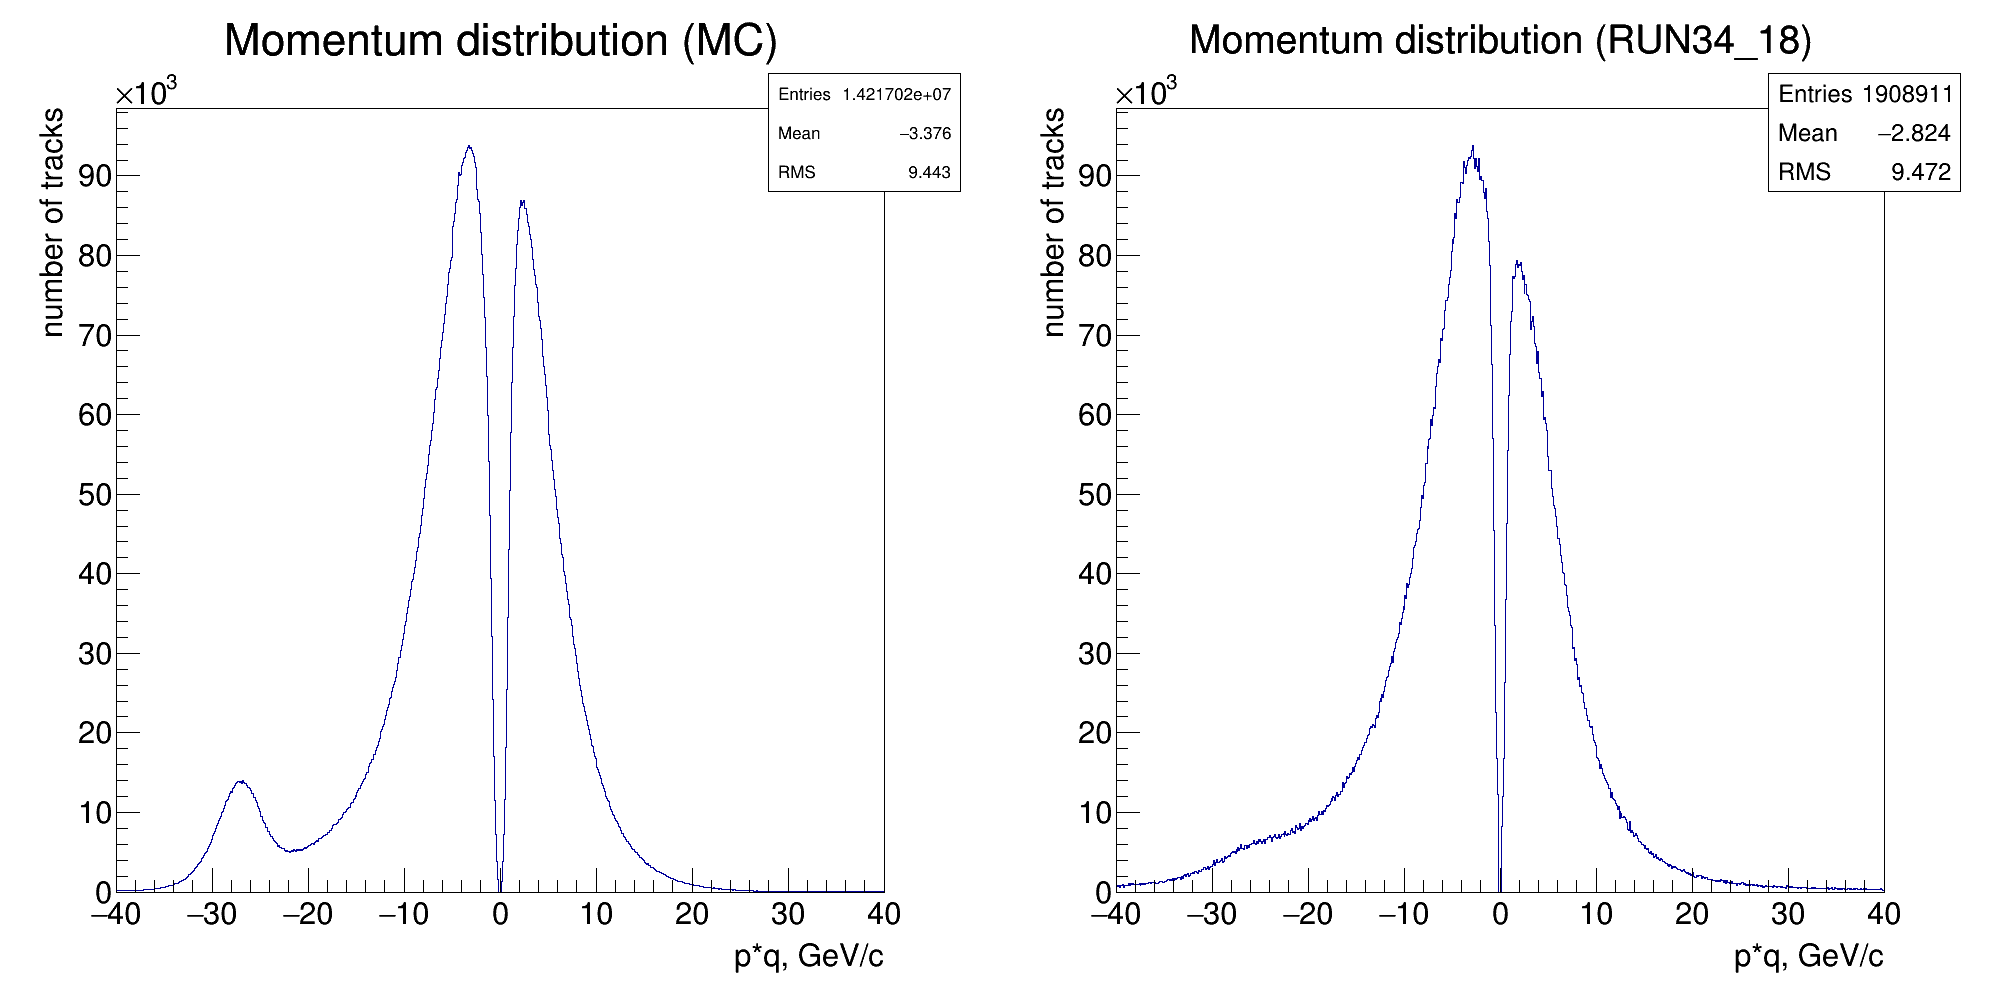 Momentum distribution (MC)
×10³
number of tracks
Entries 1.421702e+07
Mean −3.376
RMS 9.443
90
80
70
60
50
40
30
20
10
0
−40 −30 −20 −10 0 10 20 30 40
p*q, GeV/c
Momentum distribution (RUN34_18)
×10³
number of tracks
Entries 1908911
Mean −2.824
RMS 9.472
90
80
70
60
50
40
30
20
10
0
−40 −30 −20 −10 0 10 20 30 40
p*q, GeV/c